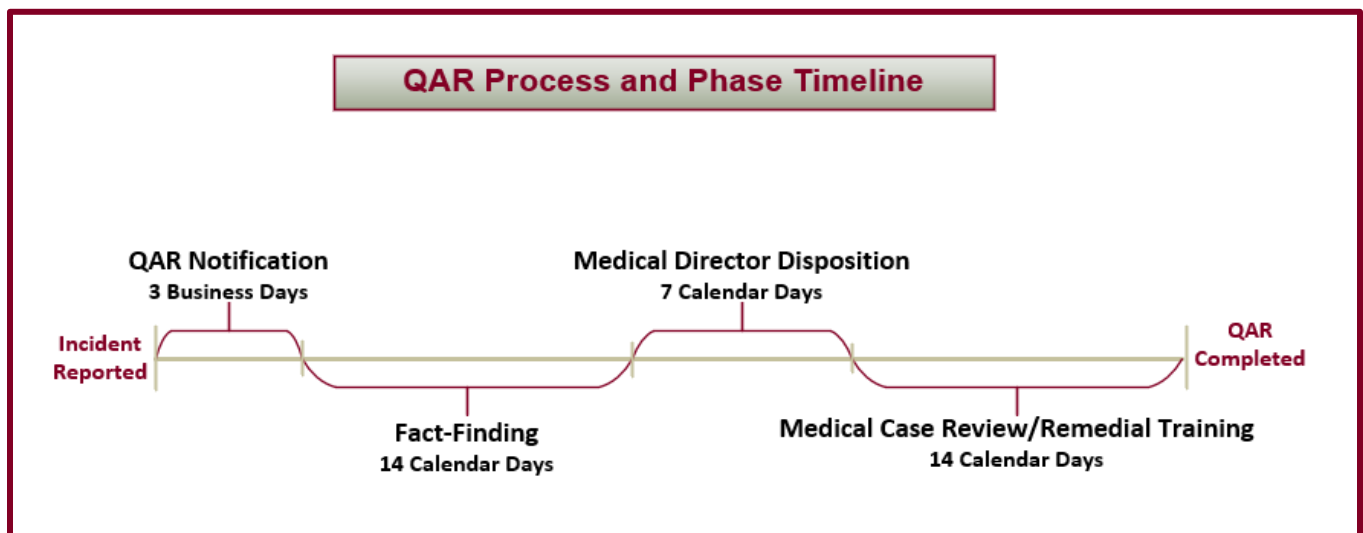 QAR Process and Phase Timeline
QAR Notification
3 Business Days
Medical Director Disposition
7 Calendar Days
Incident
Reported
QAR
Completed
Fact-Finding
14 Calendar Days
Medical Case Review/Remedial Training
14 Calendar Days